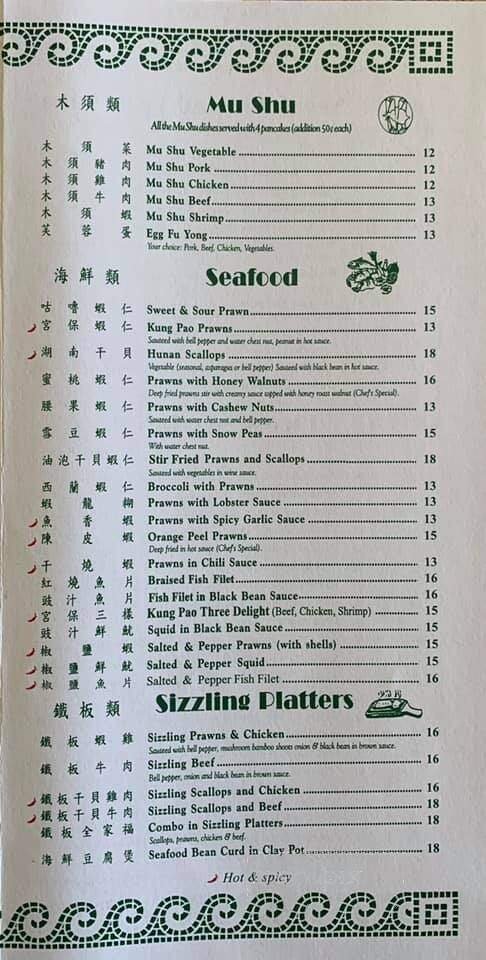 木須類 Mu Shu
All the Mu Shu dishes served with 4 pancakes (addition 50¢ each)
木須菜 Mu Shu Vegetable 12
木須豬肉 Mu Shu Pork 12
木須雞肉 Mu Shu Chicken 12
木須牛肉 Mu Shu Beef 13
木須蝦 Mu Shu Shrimp 13
芙蓉蛋 Egg Fu Yong 13
Your choice: Pork, Beef, Chicken, Vegetables.
海鮮類 Seafood
咕嚕蝦仁 Sweet & Sour Prawn 15
宮保蝦仁 Kung Pao Prawns 13
Sauteed with bell pepper and water chest nut, peanut in hot sauce.
湖南干貝 Hunan Scallops 18
Vegetable (seasonal, asparagus or bell pepper) Sauteed with black bean in hot sauce.
蜜桃蝦仁 Prawns with Honey Walnuts 16
Deep fried prawns stir with creamy sauce topped with honey roast walnut (Chef's Special).
腰果蝦仁 Prawns with Cashew Nuts 13
Sauteed with water chest nut and bell pepper.
雪豆蝦仁 Prawns with Snow Peas 15
With water chest nut.
油泡干貝蝦仁 Stir Fried Prawns and Scallops 18
Sauteed with vegetables in wine sauce.
西蘭蝦仁 Broccoli with Prawns 13
蝦龍糊 Prawns with Lobster Sauce 13
魚香蝦 Prawns with Spicy Garlic Sauce 13
陳皮蝦 Orange Peel Prawns 15
Deep fried in hot sauce (Chef's Special).
干燒蝦 Prawns in Chili Sauce 13
紅燒魚片 Braised Fish Filet 16
豉汁魚片 Fish Filet in Black Bean Sauce 16
宮保三樣 Kung Pao Three Delight (Beef, Chicken, Shrimp) 15
豉汁鮮魷 Squid in Black Bean Sauce 15
椒鹽蝦 Salted & Pepper Prawns (with shells) 15
椒鹽鮮魷 Salted & Pepper Squid 15
椒鹽魚片 Salted & Pepper Fish Filet 16
鐵板類 Sizzling Platters
鐵板蝦雞 Sizzling Prawns & Chicken 16
Sauteed with bell pepper, mushroom bamboo shoots onion & black bean in brown sauce.
鐵板牛肉 Sizzling Beef 16
Bell pepper, onion and black bean in brown sauce.
鐵板干貝雞肉 Sizzling Scallops and Chicken 16
鐵板干貝牛肉 Sizzling Scallops and Beef 18
鐵板全家福 Combo in Sizzling Platters 18
Scallops, prawns, chicken & beef.
海鮮豆腐煲 Seafood Bean Curd in Clay Pot 18
Hot & spicy